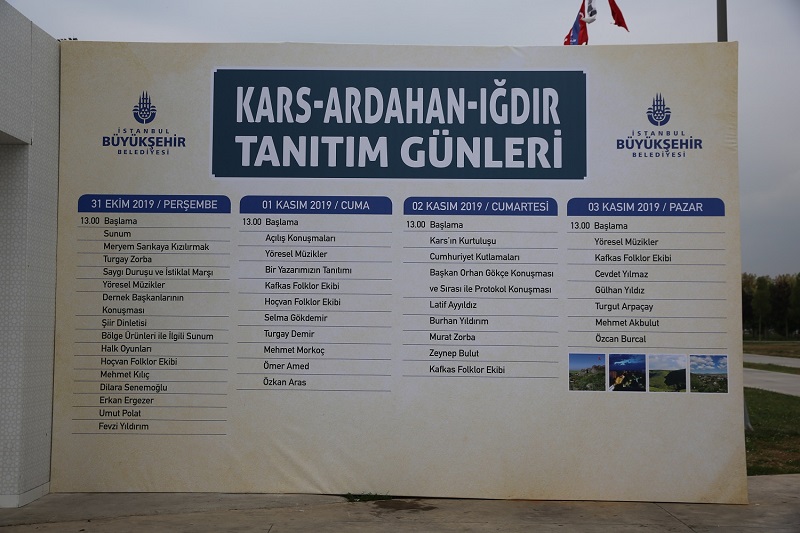 KARS-ARDAHAN-IĞDIR
TANITIM GÜNLERİ
İSTANBUL
BÜYÜKŞEHİR
BELEDİYESİ
İSTANBUL
BÜYÜKŞEHİR
BELEDİYESİ
31 EKİM 2019 / PERŞEMBE
13.00 Başlama
Sunum
Meryem Sarıkaya Kızılırmak
Turgay Zorba
Saygı Duruşu ve İstiklal Marşı
Yöresel Müzikler
Dernek Başkanlarının
Konuşması
Şiir Dinletisi
Bölge Ürünleri ile İlgili Sunum
Halk Oyunları
Hoçvan Folklor Ekibi
Mehmet Kılıç
Dilara Senemoğlu
Erkan Ergezer
Umut Polat
Fevzi Yıldırım
01 KASIM 2019 / CUMA
13.00 Başlama
Açılış Konuşmaları
Yöresel Müzikler
Bir Yazarımızın Tanıtımı
Kafkas Folklor Ekibi
Hoçvan Folklor Ekibi
Selma Gökdemir
Turgay Demir
Mehmet Morkoç
Ömer Amed
Özkan Aras
02 KASIM 2019 / CUMARTESİ
13.00 Başlama
Kars'ın Kurtuluşu
Cumhuriyet Kutlamaları
Başkan Orhan Gökçe Konuşması
ve Sırası ile Protokol Konuşması
Latif Ayyıldız
Burhan Yıldırım
Murat Zorba
Zeynep Bulut
Kafkas Folklor Ekibi
03 KASIM 2019 / PAZAR
13.00 Başlama
Yöresel Müzikler
Kafkas Folklor Ekibi
Cevdet Yılmaz
Gülhan Yıldız
Turgut Arpaçay
Mehmet Akbulut
Özcan Burcal